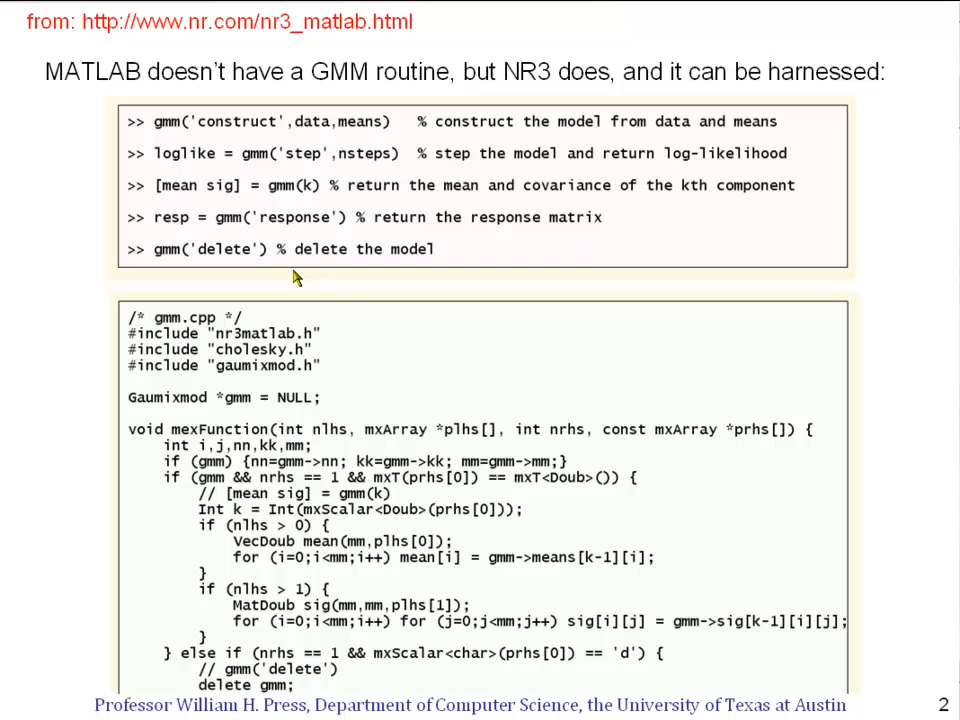 from: http://www.nr.com/nr3_matlab.html
MATLAB doesn't have a GMM routine, but NR3 does, and it can be harnessed:
>> gmm('construct',data,means)   % construct the model from data and means
>> loglike = gmm('step',nsteps)  % step the model and return log-likelihood
>> [mean sig] = gmm(k) % return the mean and covariance of the kth component
>> resp = gmm('response') % return the response matrix
>> gmm('delete') % delete the model
/* gmm.cpp */
#include "nr3matlab.h"
#include "cholesky.h"
#include "gaumixmod.h"
Gaumixmod *gmm = NULL;
void mexFunction(int nlhs, mxArray *plhs[], int nrhs, const mxArray *prhs[]) {
    int i,j,nn,kk,mm;
    if (gmm) {nn=gmm->nn; kk=gmm->kk; mm=gmm->mm;}
    if (gmm && nrhs == 1 && mxT(prhs[0]) == mxT<Doub>()) {
        // [mean sig] = gmm(k)
        Int k = Int(mxScalar<Doub>(prhs[0]));
        if (nlhs > 0) {
            VecDoub mean(mm,plhs[0]);
            for (i=0;i<mm;i++) mean[i] = gmm->means[k-1][i];
        }
        if (nlhs > 1) {
            MatDoub sig(mm,mm,plhs[1]);
            for (i=0;i<mm;i++) for (j=0;j<mm;j++) sig[i][j] = gmm->sig[k-1][i][j];
        }
    } else if (nrhs == 1 && mxScalar<char>(prhs[0]) == 'd') {
        // gmm('delete')
        delete gmm;
Professor William H. Press, Department of Computer Science, the University of Texas at Austin
2